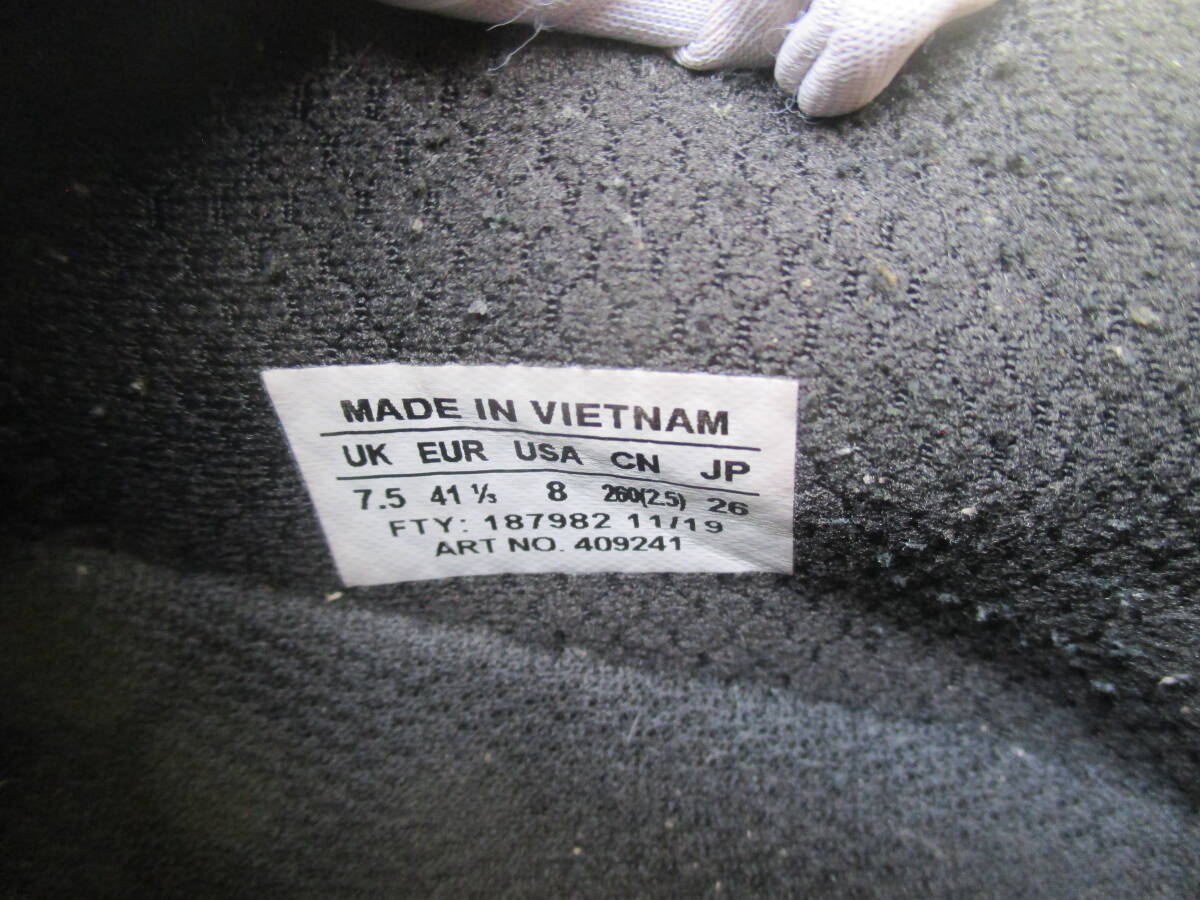 MADE IN VIETNAM
UK EUR USA CN JP
7.5 41 ⅓ 8 260(2.5) 26
FTY: 187982 11/19
ART NO. 409241